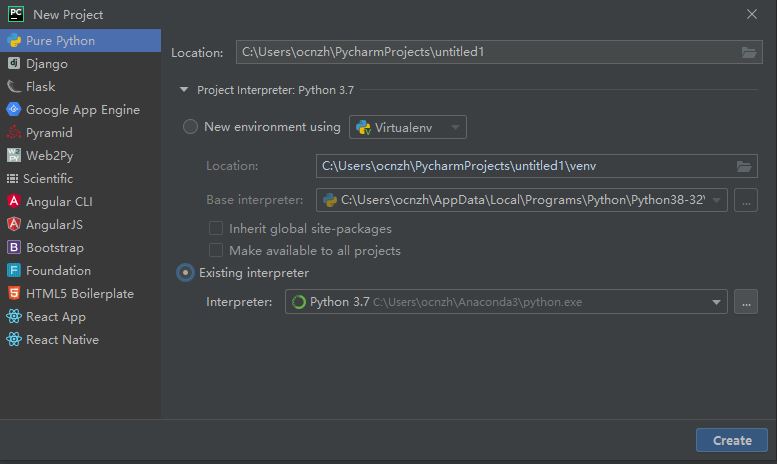 New Project
Pure Python
Django
Flask
Google App Engine
Pyramid
Web2Py
Scientific
Angular CLI
AngularJS
Bootstrap
Foundation
HTML5 Boilerplate
React App
React Native
Location: C:\Users\ocnzh\PycharmProjects\untitled1
Project Interpreter: Python 3.7
New environment using Virtualenv
Location: C:\Users\ocnzh\PycharmProjects\untitled1\venv
Base interpreter: C:\Users\ocnzh\AppData\Local\Programs\Python\Python38-32\ ...
Inherit global site-packages
Make available to all projects
Existing interpreter
Interpreter: Python 3.7 C:\Users\ocnzh\Anaconda3\python.exe ...
Create